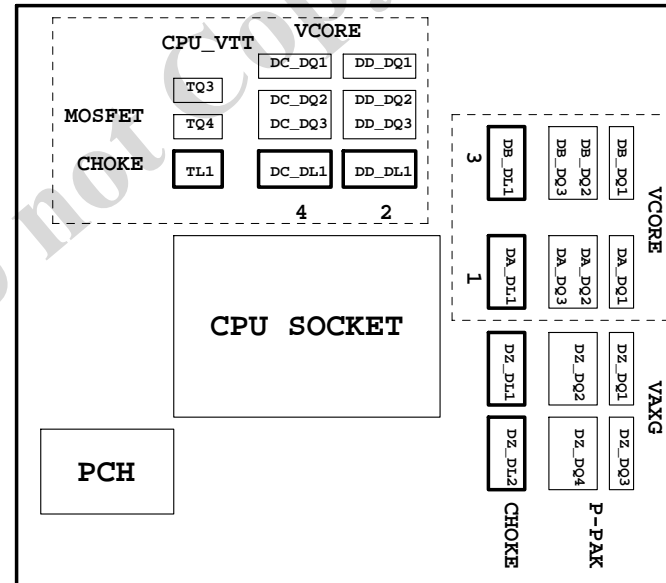 o not Copy
VCORE
CPU_VTT
DC_DQ1
DD_DQ1
TQ3
DC_DQ2
DD_DQ2
MOSFET
TQ4
DC_DQ3
DD_DQ3
CHOKE
TL1
DC_DL1
DD_DL1
4
2
3
DB_DL1
DB_DQ2
DB_DQ3
DB_DQ1
VCORE
1
DA_DL1
DA_DQ2
DA_DQ3
DA_DQ1
CPU SOCKET
DZ_DL1
DZ_DQ2
DZ_DQ1
VAXG
DZ_DL2
DZ_DQ4
DZ_DQ3
PCH
CHOKE
P-PAK